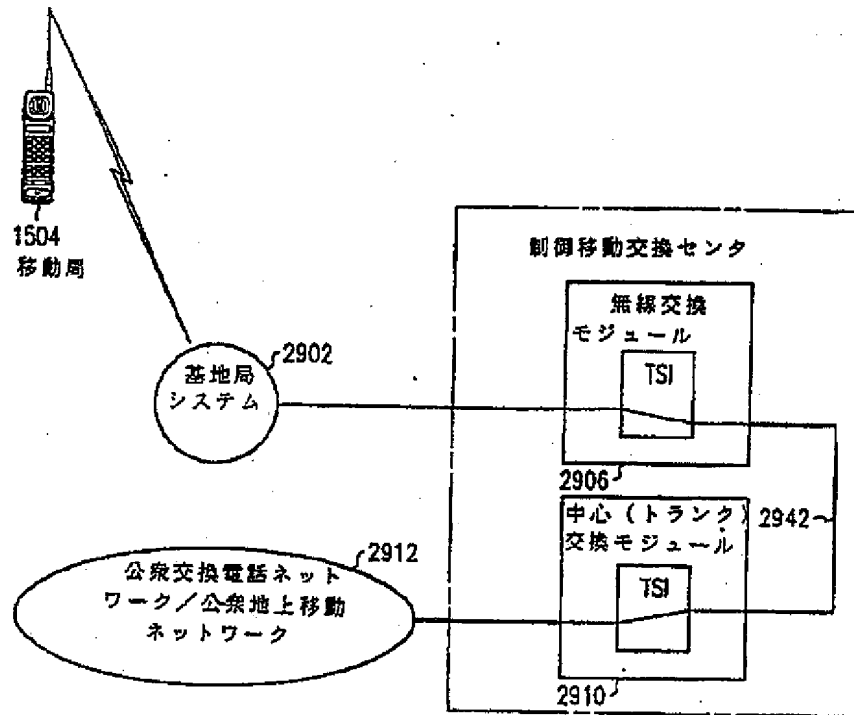 1504
移動局
基地局
システム
2902
制御移動交換センタ
無線交換
モジュール
TSI
2906
中心(トランク)
交換モジュール
TSI
2910
2942
公衆交換電話ネット
ワーク/公衆地上移動
ネットワーク
2912